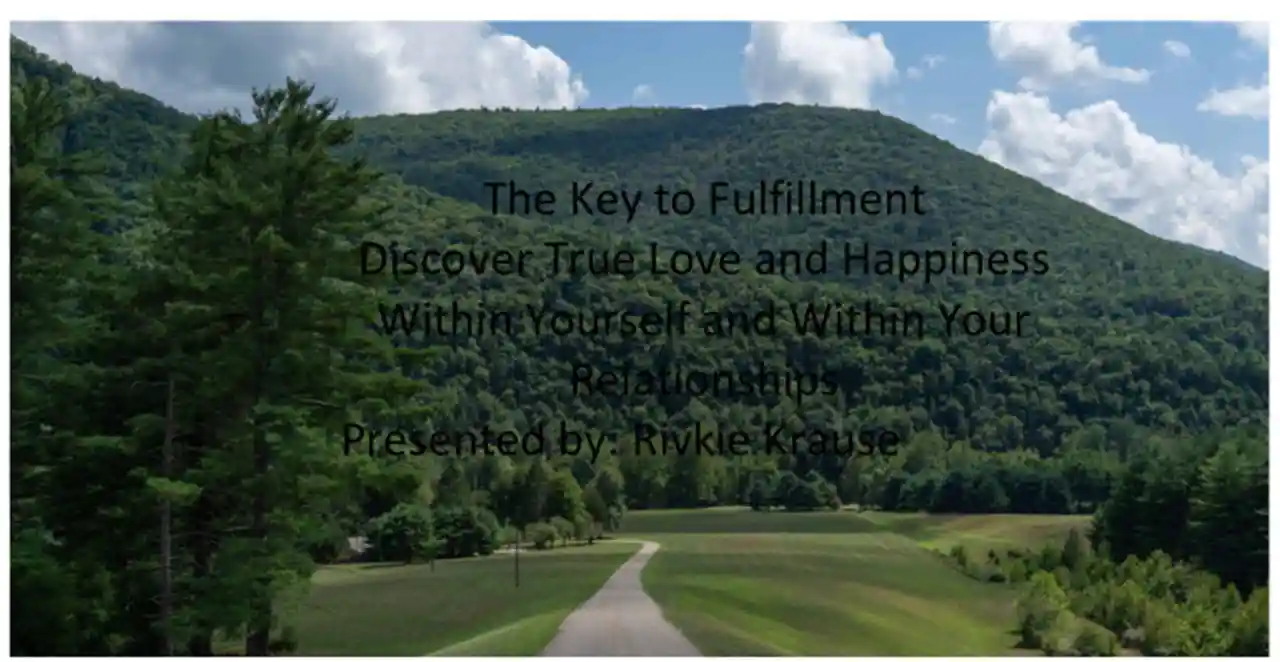 The Key to Fulfillment
Discover True Love and Happiness
Within Yourself and Within Your
Relationships
Presented by: Rivkie Krause